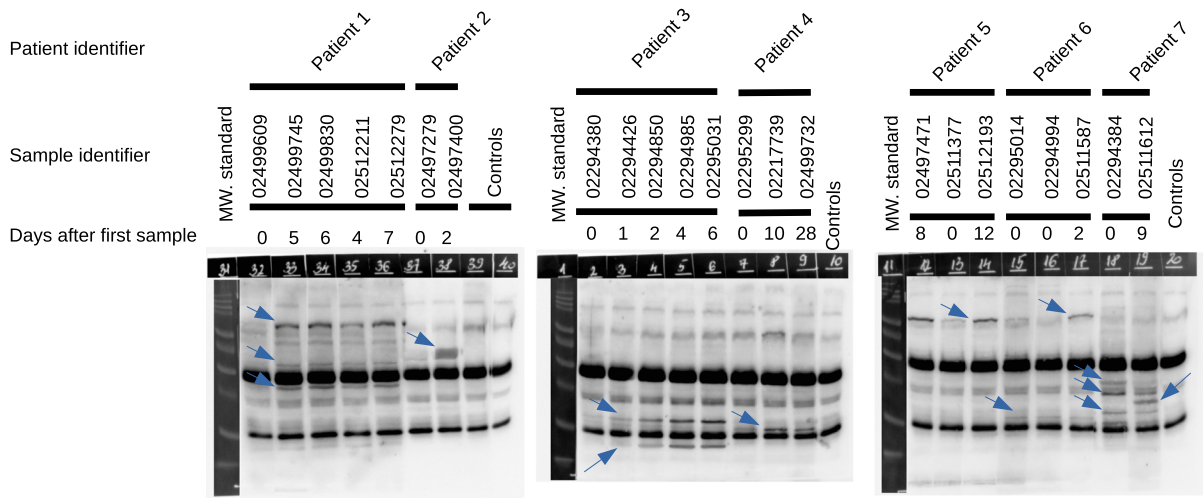 Patient identifier
Patient 1
Patient 2
Patient 3
Patient 4
Patient 5
Patient 6
Patient 7
Sample identifier
MW. standard
02499609
02499745
02499830
02512211
02512279
02497279
02497400
Controls
MW. standard
02294380
02294426
02294850
02294985
02295031
02295299
02217739
02499732
Controls
MW. standard
02497471
02511377
02512193
02295014
02294994
02511587
02294384
02511612
Controls
Days after first sample
0 5 6 4 7 0 2
0 1 2 4 6 0 10 28
8 0 12 0 0 2 0 9
31 32 33 34 35 36 37 38 39 40
1 2 3 4 5 6 7 8 9 10
11 12 13 14 15 16 17 18 19 20